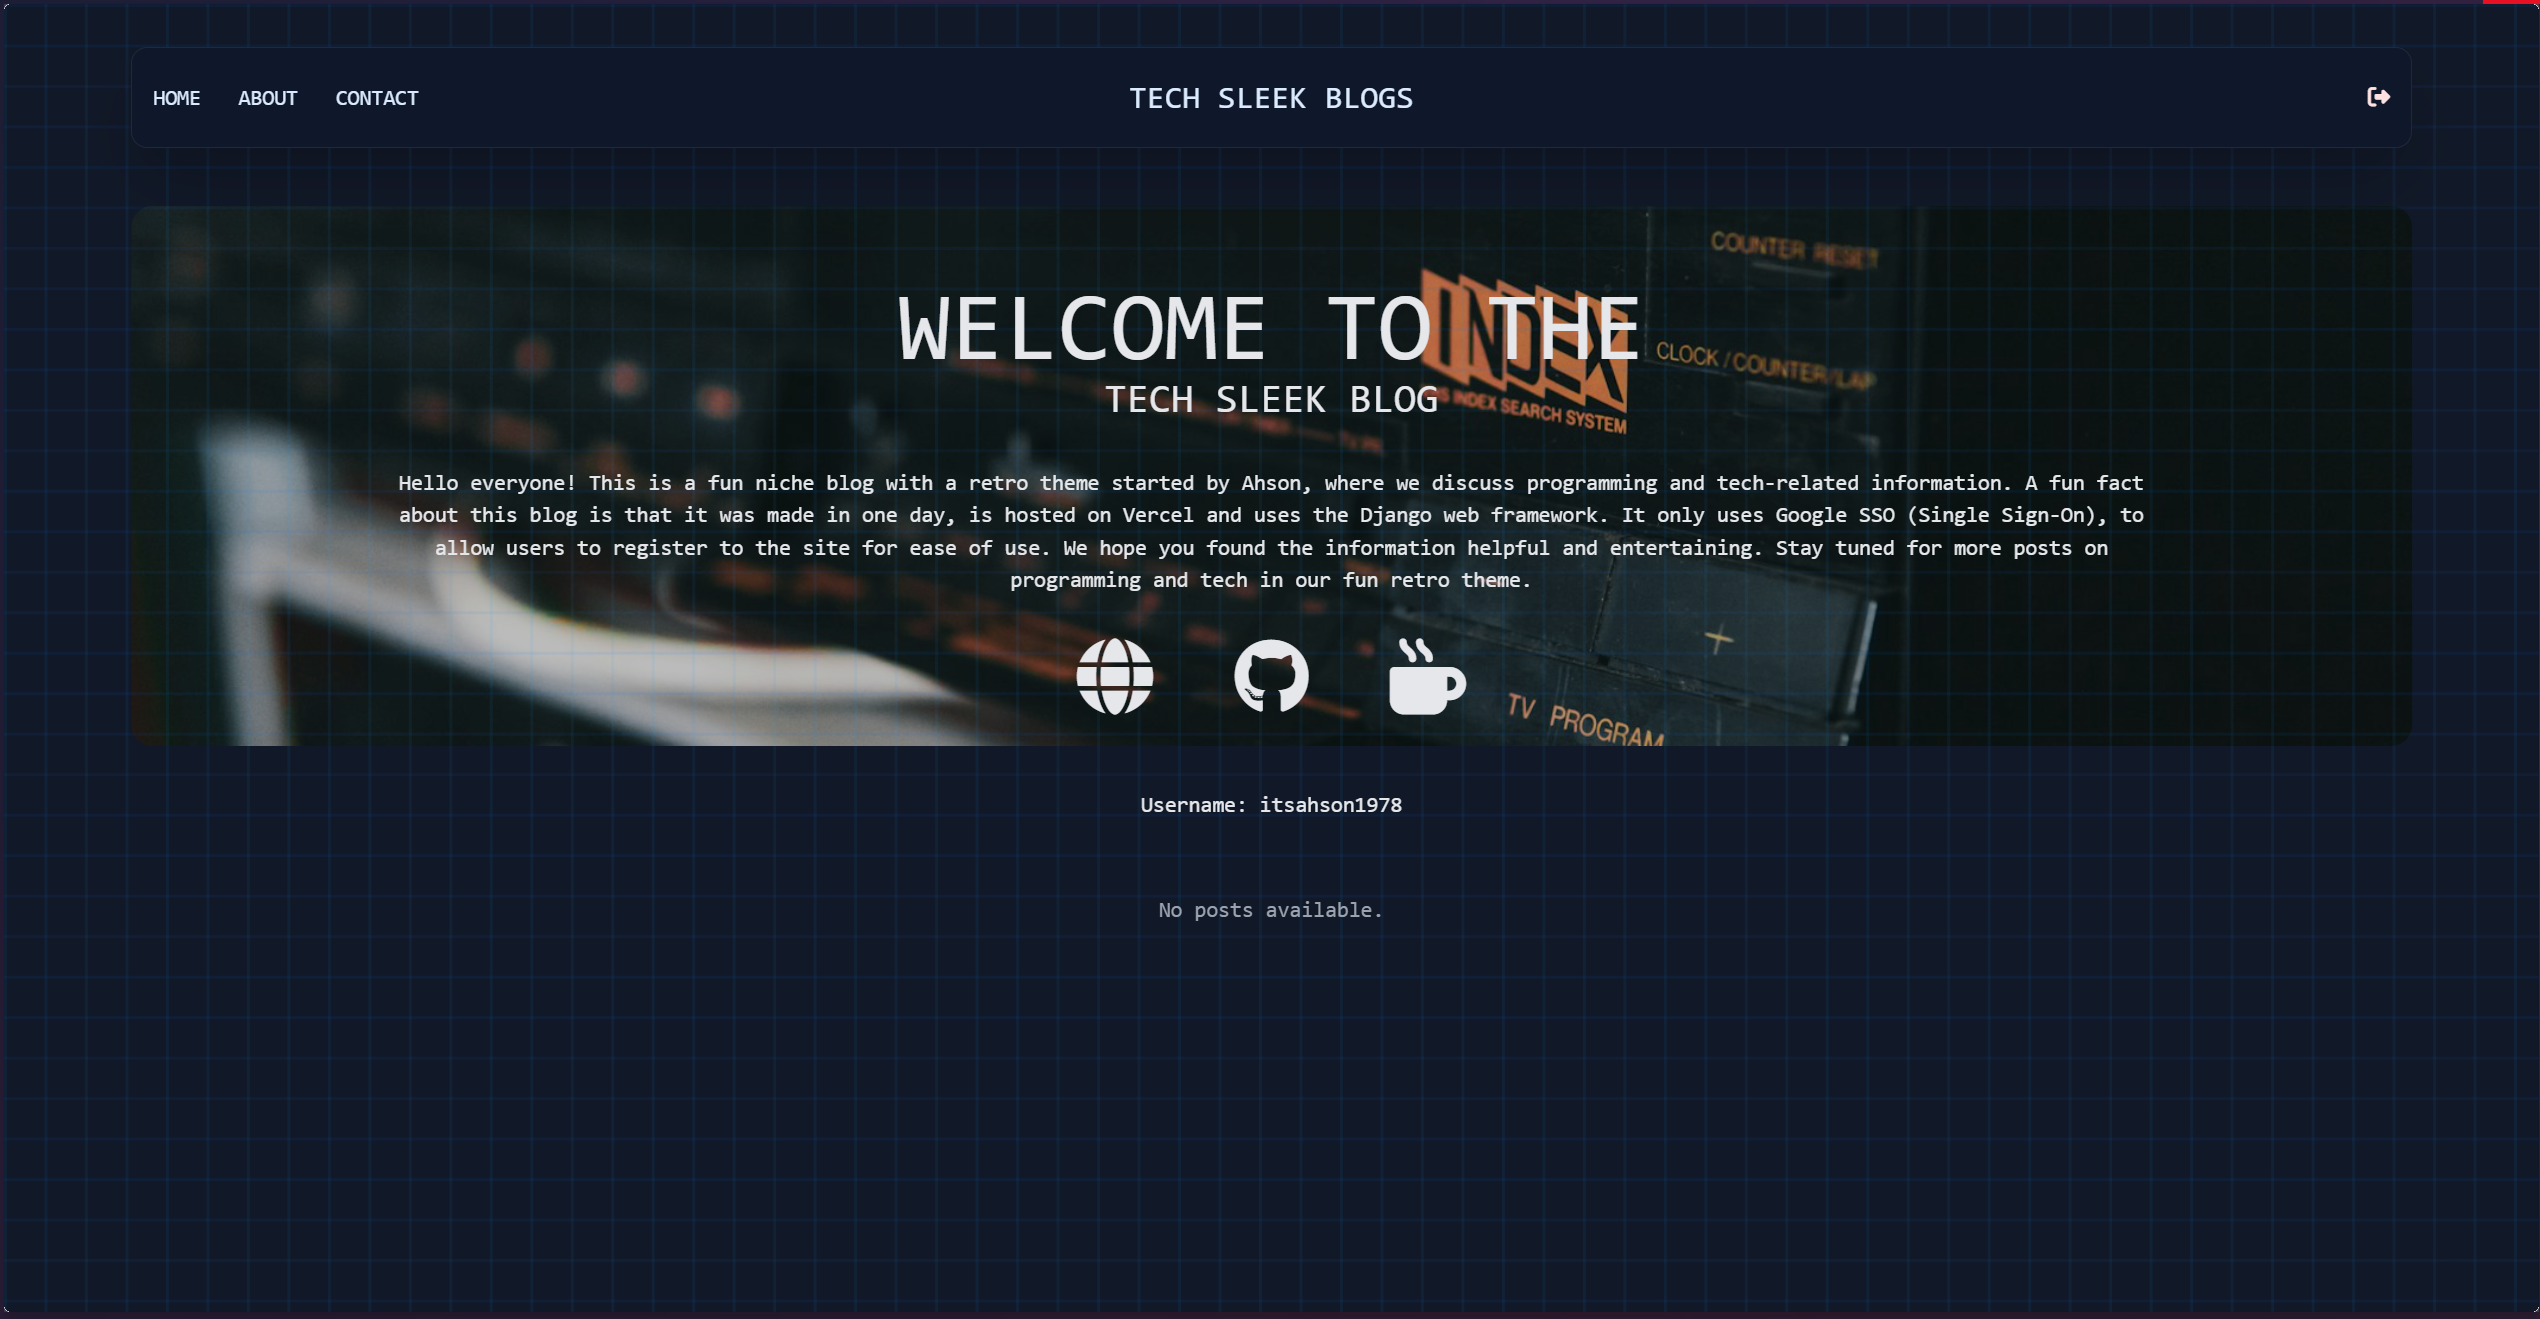 HOME ABOUT CONTACT TECH SLEEK BLOGS
COUNTER RESET
WELCOME TO THE
INDEX
CLOCK/COUNTER/LAP
TECH SLEEK BLOG
INDEX SEARCH SYSTEM
Hello everyone! This is a fun niche blog with a retro theme started by Ahson, where we discuss programming and tech-related information. A fun fact
about this blog is that it was made in one day, is hosted on Vercel and uses the Django web framework. It only uses Google SSO (Single Sign-On), to
allow users to register to the site for ease of use. We hope you found the information helpful and entertaining. Stay tuned for more posts on
programming and tech in our fun retro theme.
TV PROGRAM
Username: itsahson1978
No posts available.